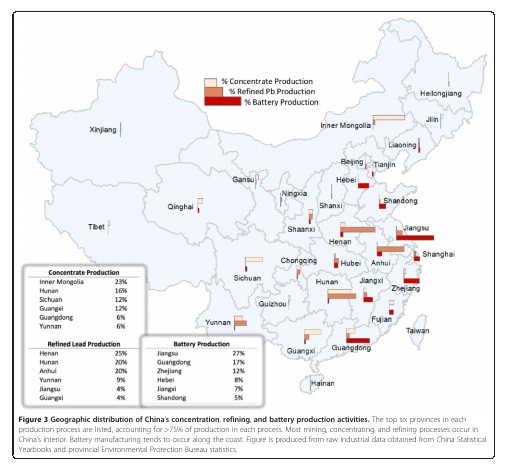 % Concentrate Production
% Refined Pb Production
% Battery Production
Heilongjiang
Jilin
Inner Mongolia
Liaoning
Xinjiang
Beijing
Tianjin
Gansu
Hebei
Ningxia
Shandong
Qinghai
Shanxi
Shaanxi
Tibet
Henan
Jiangsu
Anhui
Shanghai
Chongqing
Hubei
Sichuan
Hunan
Jiangxi
Zhejiang
Guizhou
Fujian
Yunnan
Taiwan
Guangxi
Guangdong
Hainan
Concentrate Production
Inner Mongolia 23%
Hunan 16%
Sichuan 12%
Guangxi 12%
Guangdong 6%
Yunnan 6%
Refined Lead Production
Henan 25%
Hunan 20%
Anhui 20%
Yunnan 9%
Jiangsu 4%
Guangxi 4%
Battery Production
Jiangsu 27%
Guangdong 17%
Zhejiang 12%
Hebei 8%
Jiangxi 7%
Shandong 5%
Figure 3 Geographic distribution of China's concentration, refining, and battery production activities. The top six provinces in each
production process are listed, accounting for >75% of production in each process. Most mining, concentrating, and refining processes occur in
China's interior. Battery manufacturing tends to occur along the coast. Figure is produced from raw industrial data obtained from China Statistical
Yearbooks and provincial Environmental Protection Bureau statistics.